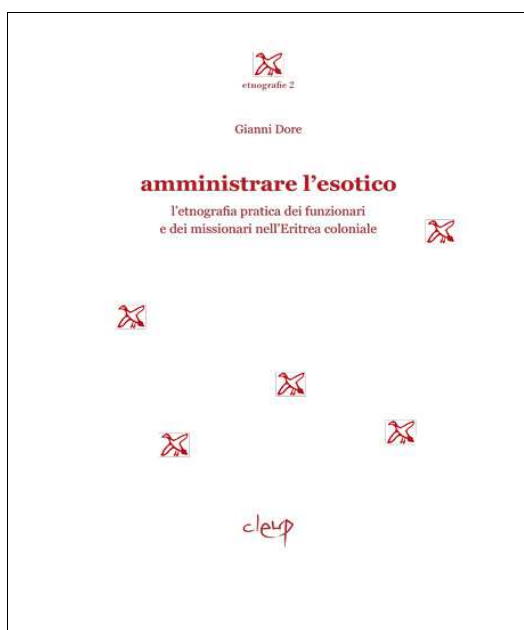 etnografie 2
Gianni Dore
amministrare l'esotico
l'etnografia pratica dei funzionari
e dei missionari nell'Eritrea coloniale
cleup